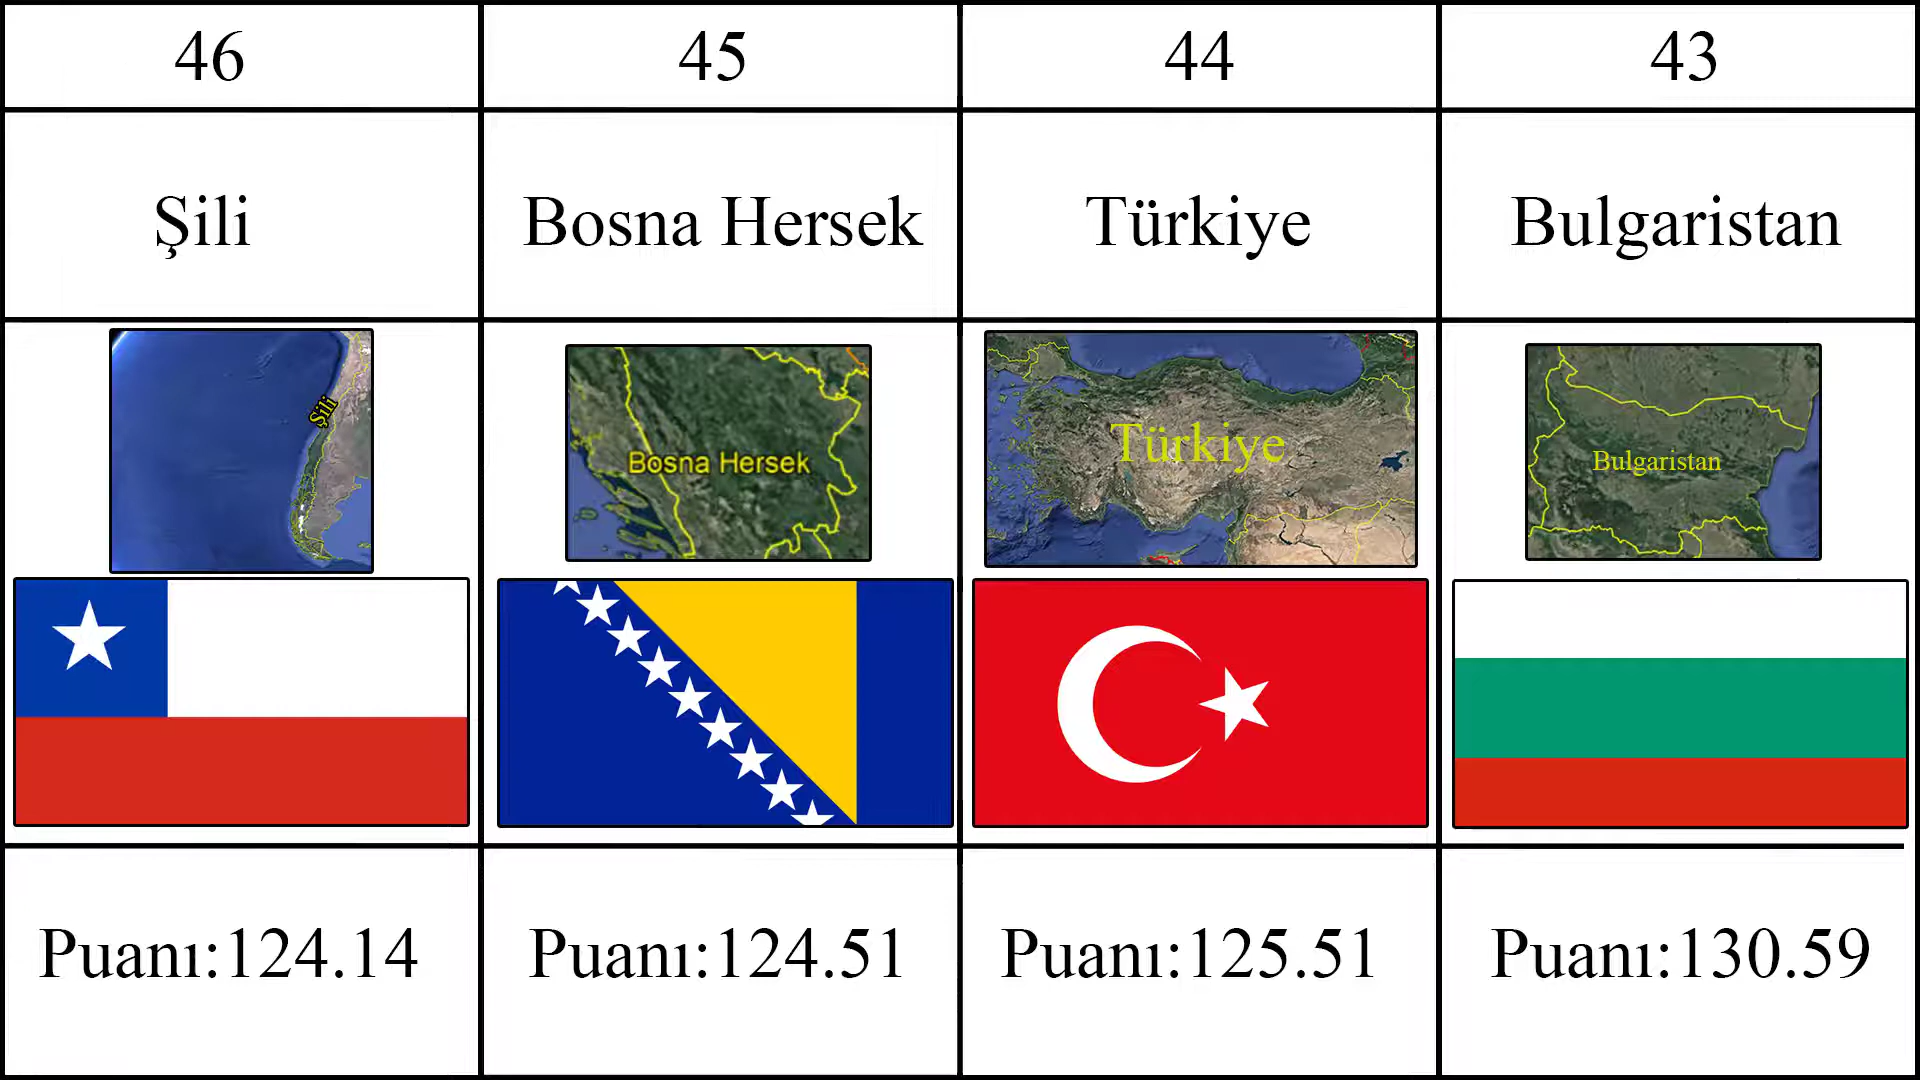 46
45
44
43
Şili
Bosna Hersek
Türkiye
Bulgaristan
Şili
Bosna Hersek
Türkiye
Bulgaristan
Puanı:124.14
Puanı:124.51
Puanı:125.51
Puanı:130.59